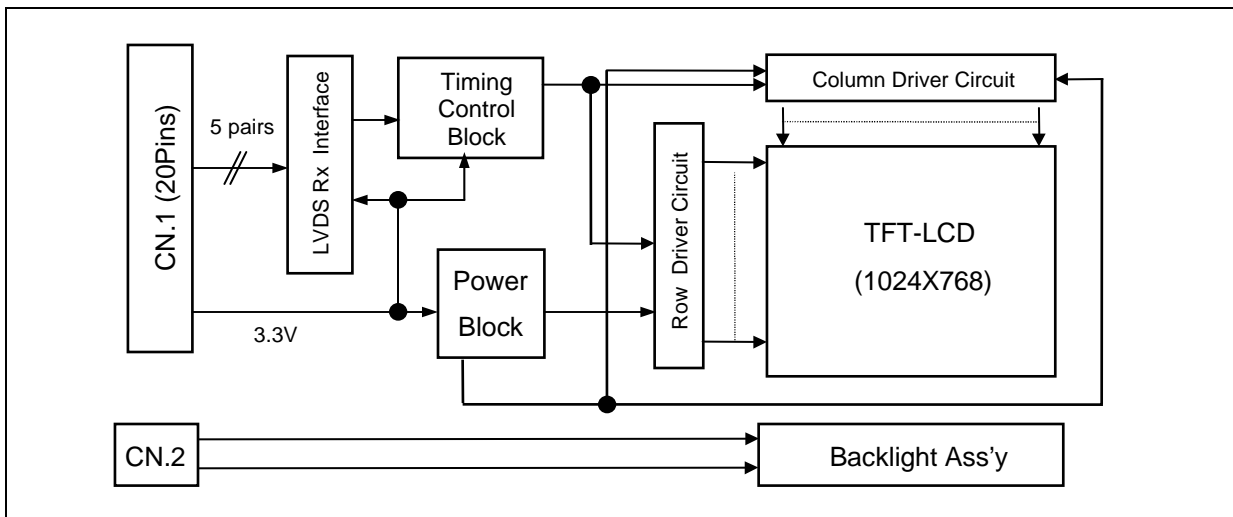 CN.1 (20Pins)
5 pairs
3.3V
LVDS Rx Interface
Timing
Control
Block
Power
Block
Row Driver Circuit
Column Driver Circuit
TFT-LCD
(1024X768)
CN.2
Backlight Ass'y